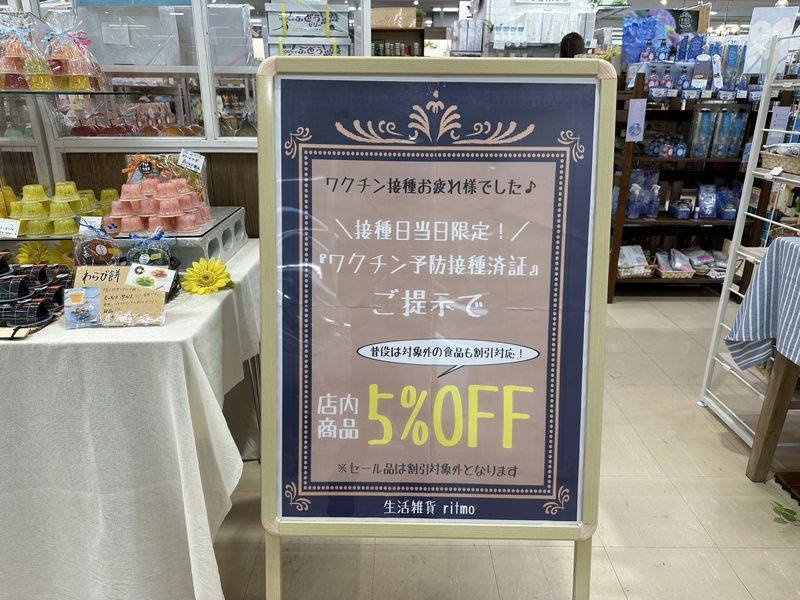 ワクチン接種お疲れ様でした♪
＼接種日当日限定！／
『ワクチン予防接種済証』
ご提示で
普段は対象外の食品も割引対応！
店内
商品
5%OFF
※セール品は割引対象外となります
生活雑貨 ritmo
わらび餅